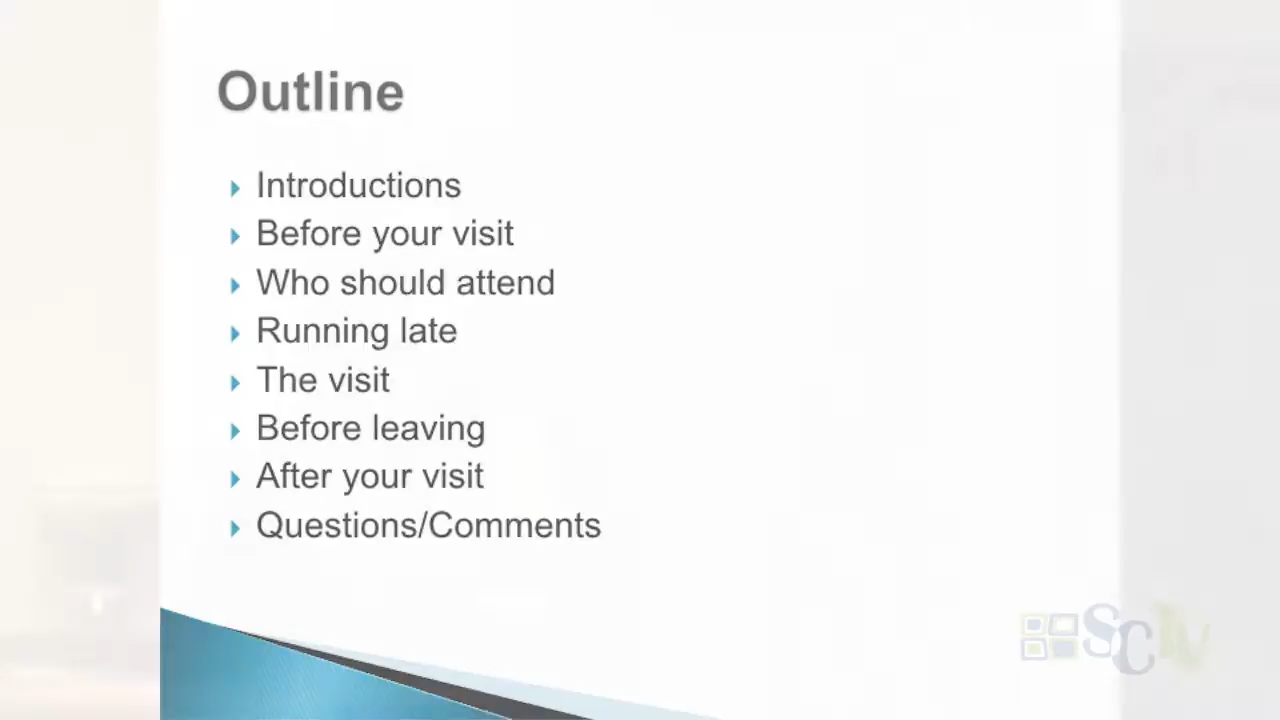 Outline
Introductions
Before your visit
Who should attend
Running late
The visit
Before leaving
After your visit
Questions/Comments
SCTV